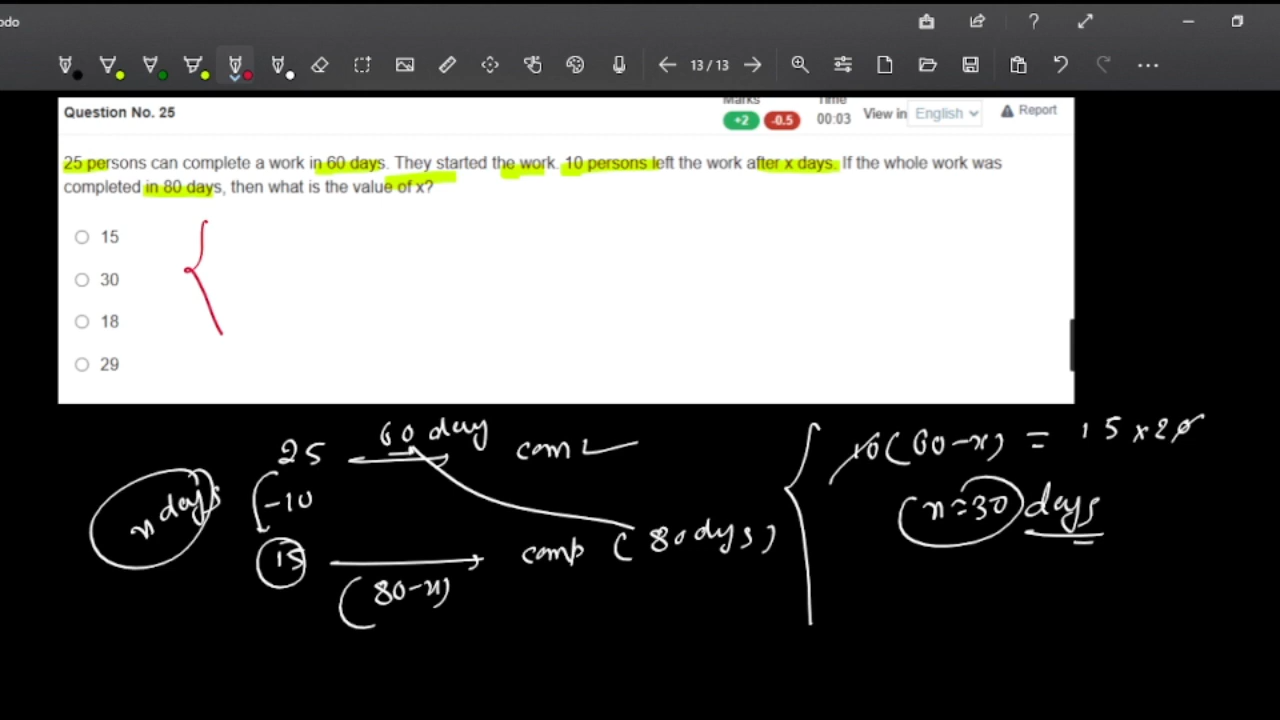 odo
13 / 13
Question No. 25
Marks Time
+2 -0.5 00:03 View in English Report
25 persons can complete a work in 60 days. They started the work. 10 persons left the work after x days. If the whole work was
completed in 80 days, then what is the value of x?
15
30
18
29
25 60 day com
-10
x days
15 comp (80 dys)
(80-x)
10(60-x) = 15 x 20
(x=30) days